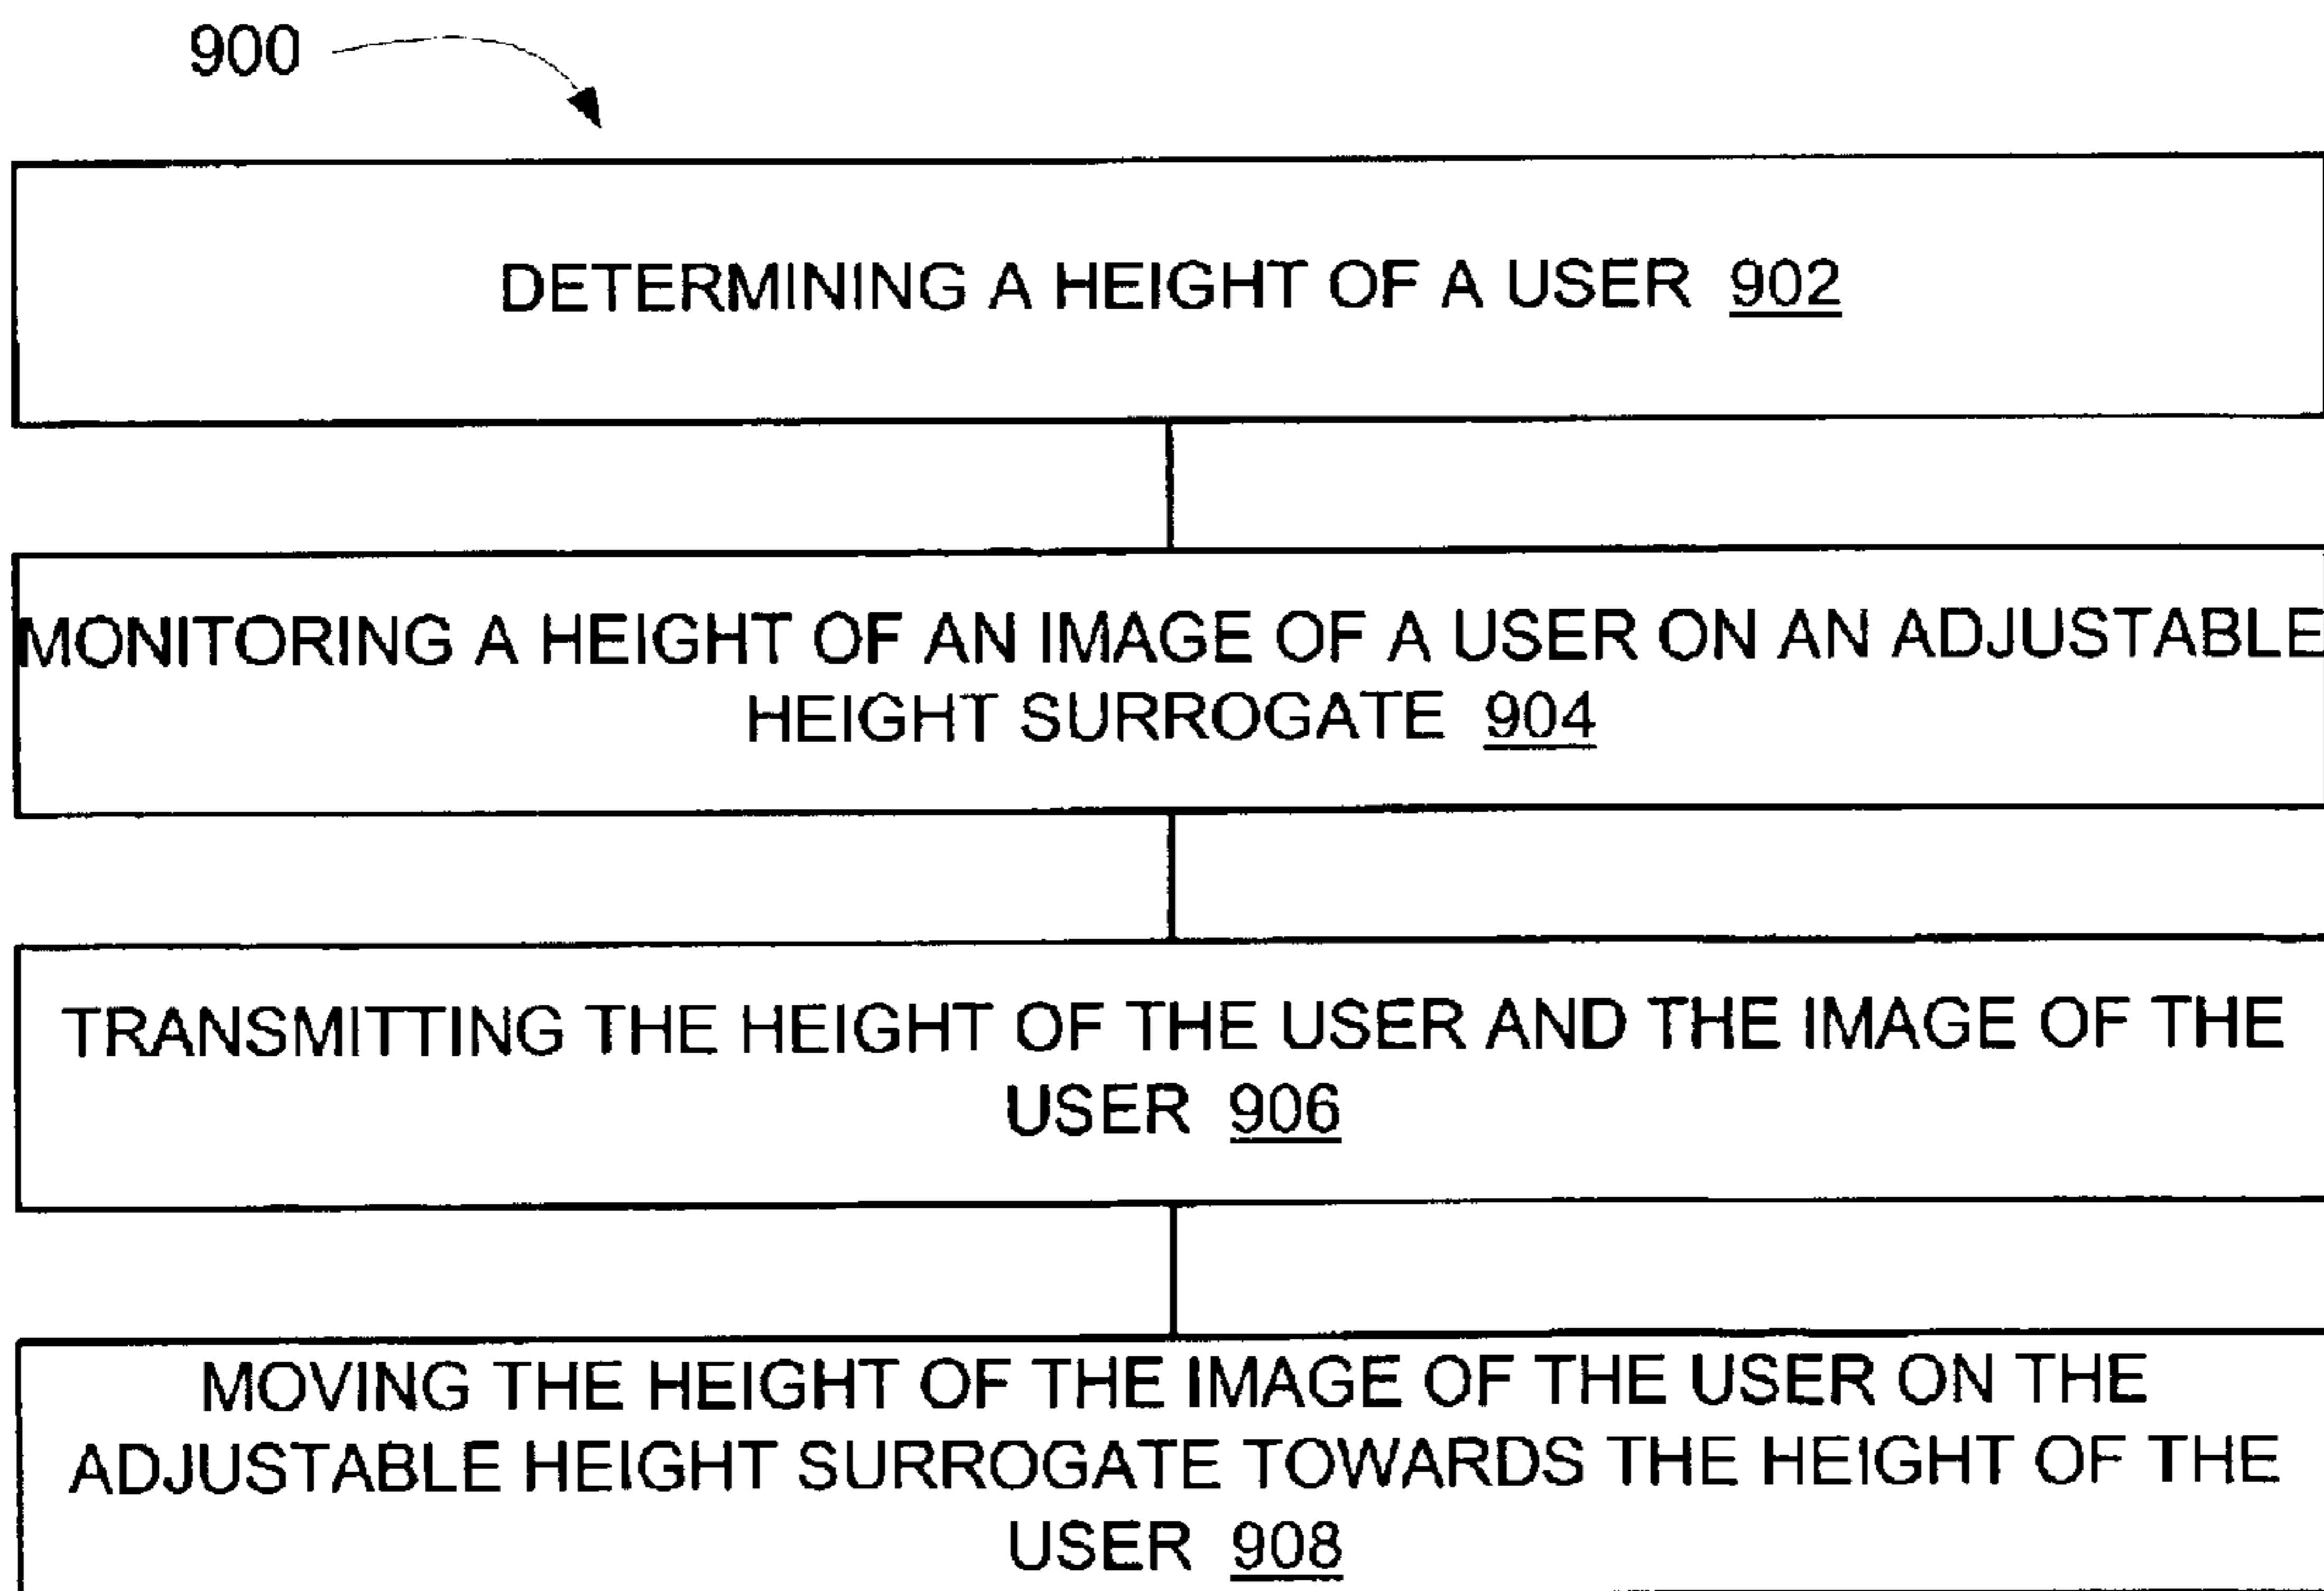 900
DETERMINING A HEIGHT OF A USER 902
MONITORING A HEIGHT OF AN IMAGE OF A USER ON AN ADJUSTABLE
HEIGHT SURROGATE 904
TRANSMITTING THE HEIGHT OF THE USER AND THE IMAGE OF THE
USER 906
MOVING THE HEIGHT OF THE IMAGE OF THE USER ON THE
ADJUSTABLE HEIGHT SURROGATE TOWARDS THE HEIGHT OF THE
USER 908